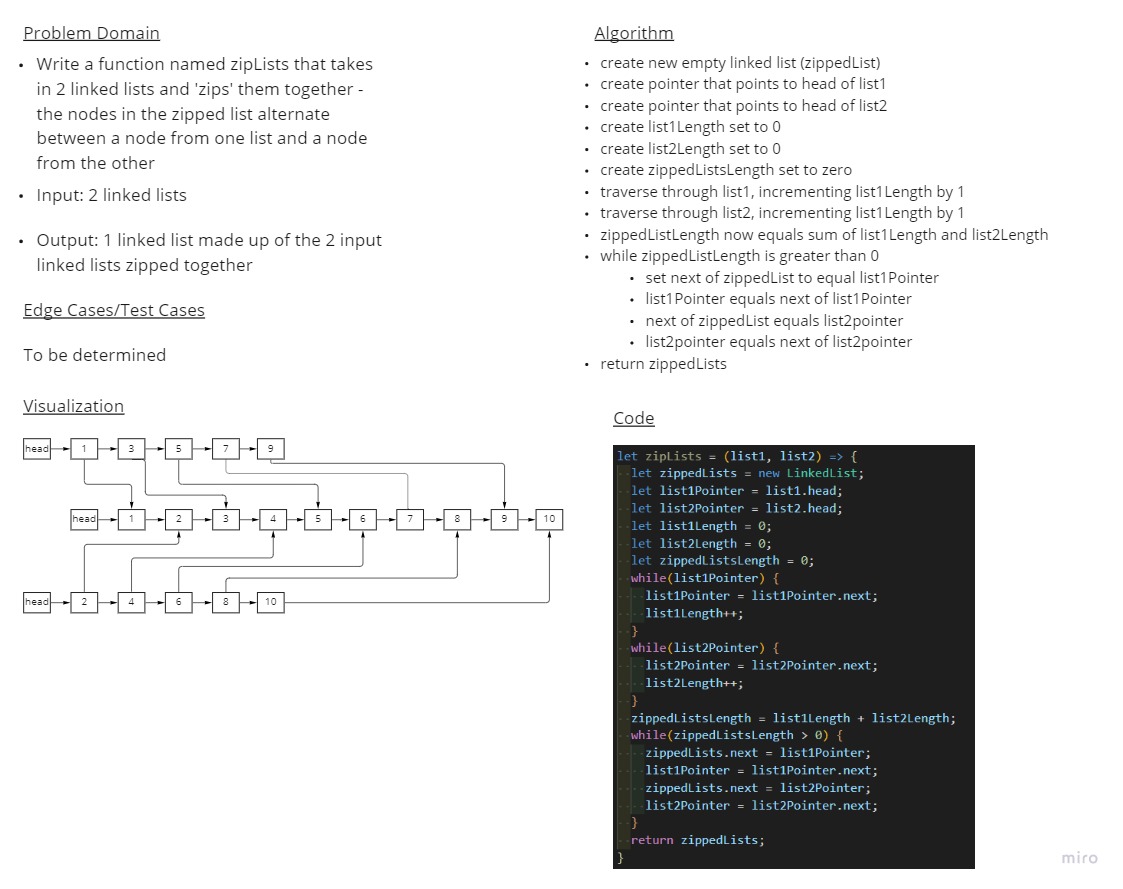 Problem Domain
• Write a function named zipLists that takes
in 2 linked lists and 'zips' them together -
the nodes in the zipped list alternate
between a node from one list and a node
from the other
• Input: 2 linked lists
• Output: 1 linked list made up of the 2 input
linked lists zipped together
Edge Cases/Test Cases
To be determined
Visualization
head 1 3 5 7 9
head 1 2 3 4 5 6 7 8 9 10
head 2 4 6 8 10
Algorithm
• create new empty linked list (zippedList)
• create pointer that points to head of list1
• create pointer that points to head of list2
• create list1Length set to 0
• create list2Length set to 0
• create zippedListsLength set to zero
• traverse through list1, incrementing list1Length by 1
• traverse through list2, incrementing list1Length by 1
• zippedListLength now equals sum of list1Length and list2Length
• while zippedListLength is greater than 0
• set next of zippedList to equal list1Pointer
• list1Pointer equals next of list1Pointer
• next of zippedList equals list2pointer
• list2pointer equals next of list2pointer
• return zippedLists
Code
let zipLists = (list1, list2) => {
let zippedLists = new LinkedList;
let list1Pointer = list1.head;
let list2Pointer = list2.head;
let list1Length = 0;
let list2Length = 0;
let zippedListsLength = 0;
while(list1Pointer) {
list1Pointer = list1Pointer.next;
list1Length++;
}
while(list2Pointer) {
list2Pointer = list2Pointer.next;
list2Length++;
}
zippedListsLength = list1Length + list2Length;
while(zippedListsLength > 0) {
zippedLists.next = list1Pointer;
list1Pointer = list1Pointer.next;
zippedLists.next = list2Pointer;
list2Pointer = list2Pointer.next;
}
return zippedLists;
}
miro